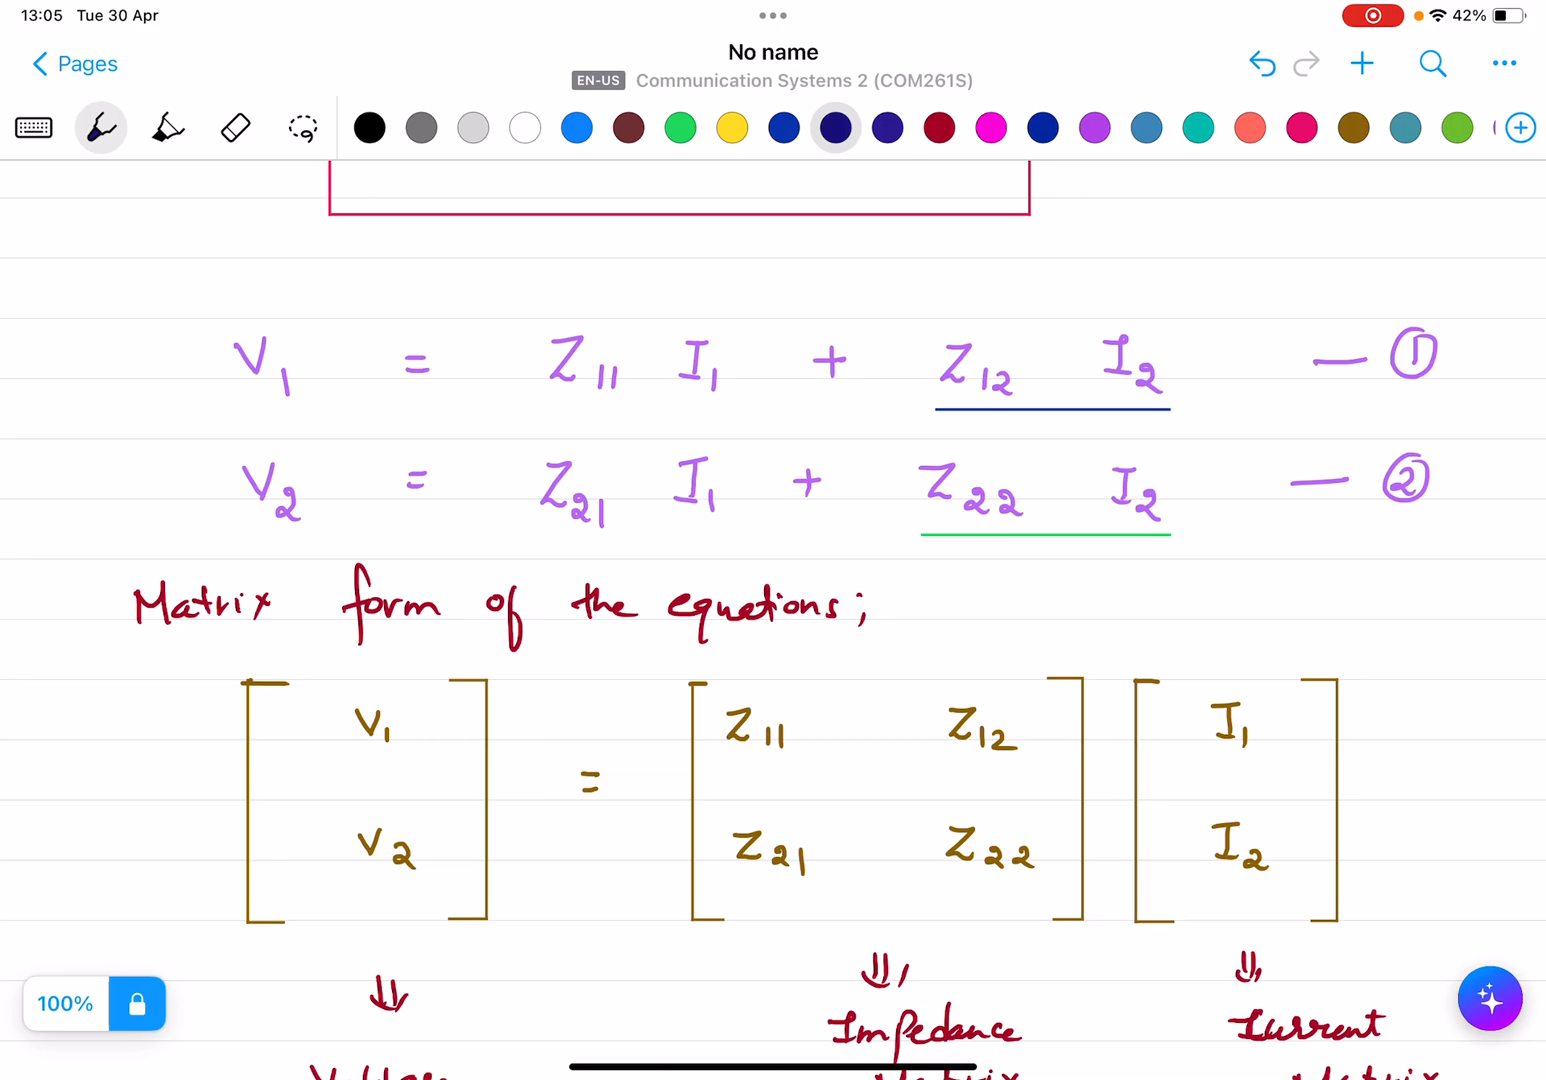 13:05 Tue 30 Apr 42%
Pages
No name
EN-US Communication Systems 2 (COM261S)
V1 = Z11 I1 + Z12 I2 — ①
V2 = Z21 I1 + Z22 I2 — ②
Matrix form of the equations;
V1 = Z11 Z12 I1
V2 Z21 Z22 I2
⇓ ⇓ ⇓
100%
Impedance Current